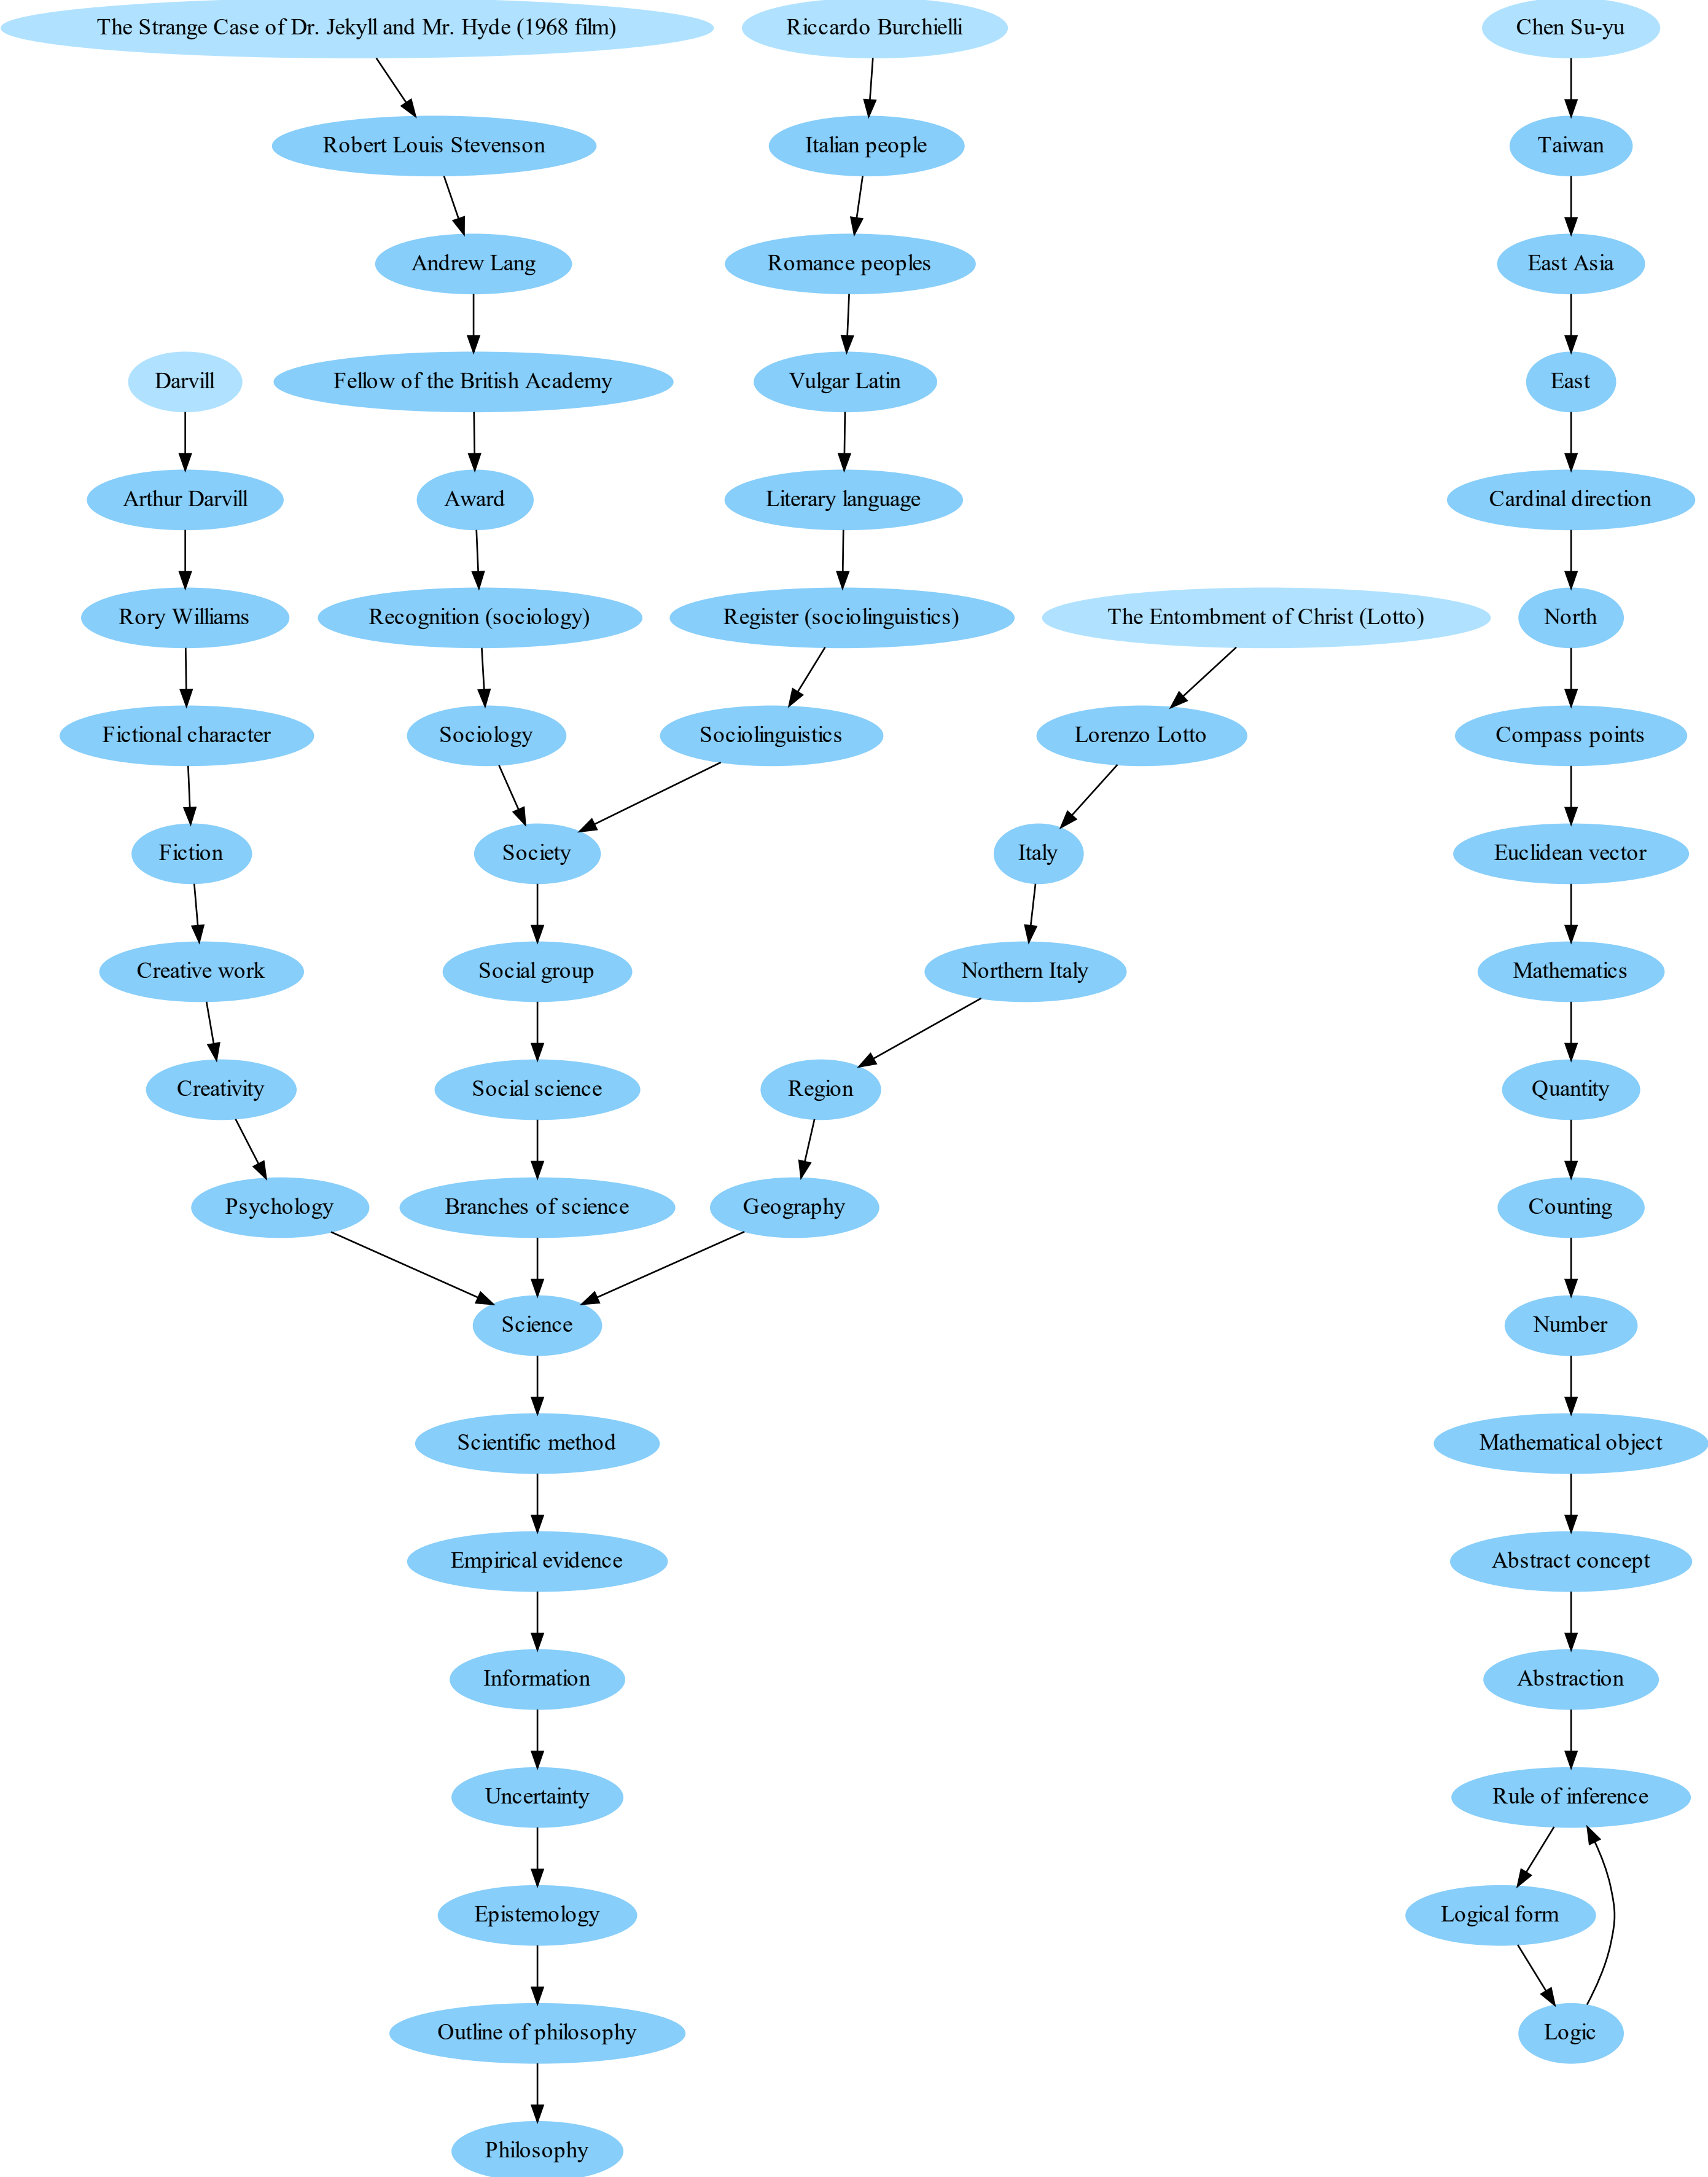 The Strange Case of Dr. Jekyll and Mr. Hyde (1968 film)
Riccardo Burchielli
Chen Su-yu
Robert Louis Stevenson
Italian people
Taiwan
Andrew Lang
Romance peoples
East Asia
Darvill
Fellow of the British Academy
Vulgar Latin
East
Arthur Darvill
Award
Literary language
Cardinal direction
Rory Williams
Recognition (sociology)
Register (sociolinguistics)
The Entombment of Christ (Lotto)
North
Fictional character
Sociology
Sociolinguistics
Lorenzo Lotto
Compass points
Fiction
Society
Italy
Euclidean vector
Creative work
Social group
Northern Italy
Mathematics
Creativity
Social science
Region
Quantity
Psychology
Branches of science
Geography
Counting
Science
Number
Scientific method
Mathematical object
Empirical evidence
Abstract concept
Information
Abstraction
Uncertainty
Rule of inference
Epistemology
Logical form
Outline of philosophy
Logic
Philosophy